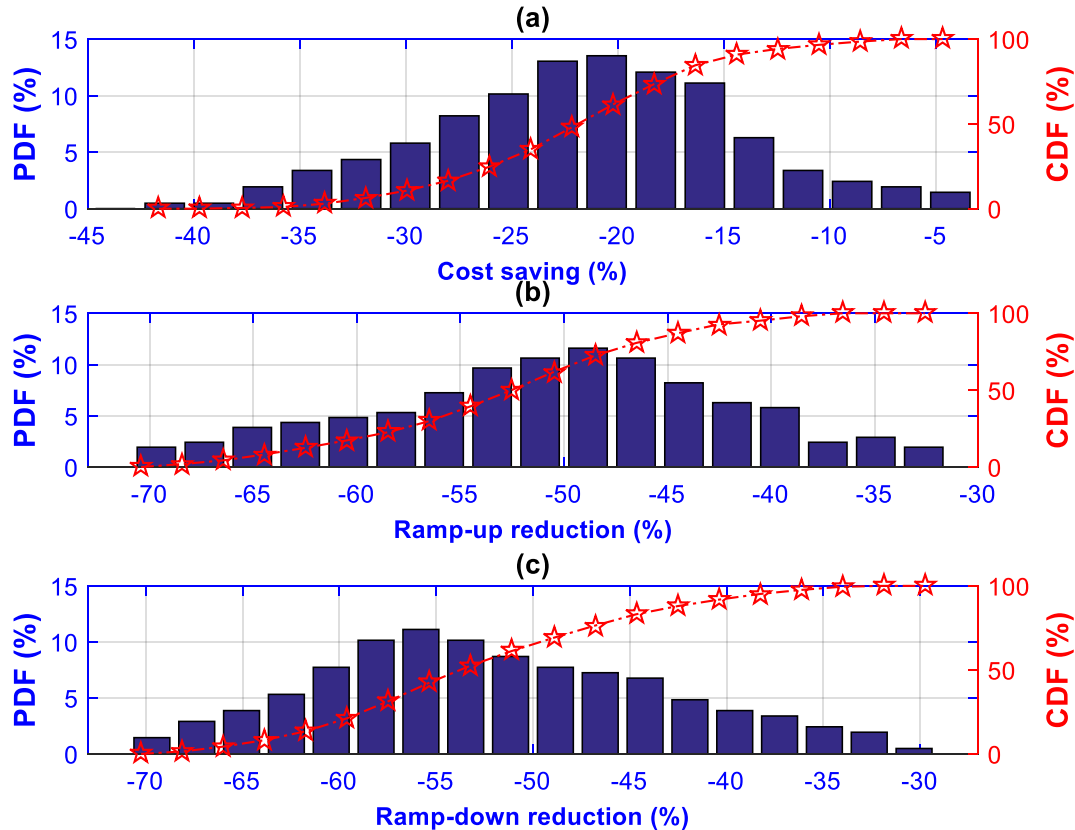 (a)
15
10
5
0
PDF (%)
100
50
0
CDF (%)
-45 -40 -35 -30 -25 -20 -15 -10 -5
Cost saving (%)
(b)
15
10
5
0
PDF (%)
100
50
0
CDF (%)
-70 -65 -60 -55 -50 -45 -40 -35 -30
Ramp-up reduction (%)
(c)
15
10
5
0
PDF (%)
100
50
0
CDF (%)
-70 -65 -60 -55 -50 -45 -40 -35 -30
Ramp-down reduction (%)